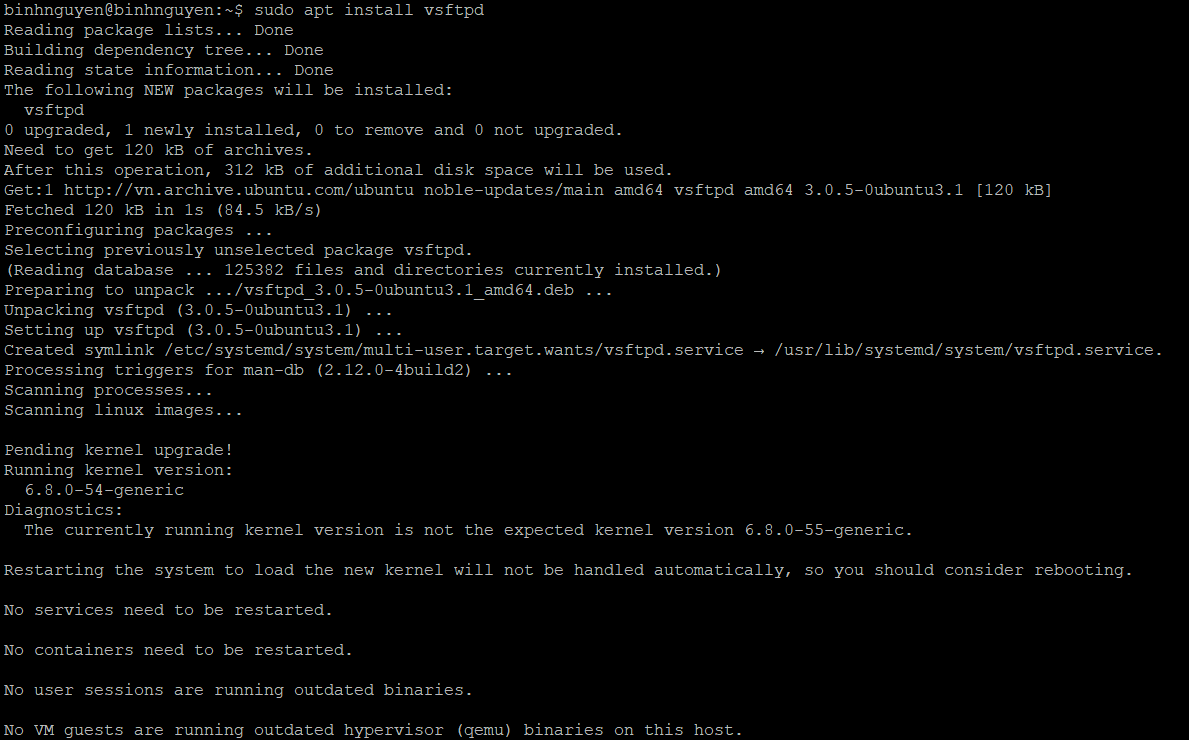 binhnguyen@binhnguyen:~$ sudo apt install vsftpd
Reading package lists... Done
Building dependency tree... Done
Reading state information... Done
The following NEW packages will be installed:
  vsftpd
0 upgraded, 1 newly installed, 0 to remove and 0 not upgraded.
Need to get 120 kB of archives.
After this operation, 312 kB of additional disk space will be used.
Get:1 http://vn.archive.ubuntu.com/ubuntu noble-updates/main amd64 vsftpd amd64 3.0.5-0ubuntu3.1 [120 kB]
Fetched 120 kB in 1s (84.5 kB/s)
Preconfiguring packages ...
Selecting previously unselected package vsftpd.
(Reading database ... 125382 files and directories currently installed.)
Preparing to unpack .../vsftpd_3.0.5-0ubuntu3.1_amd64.deb ...
Unpacking vsftpd (3.0.5-0ubuntu3.1) ...
Setting up vsftpd (3.0.5-0ubuntu3.1) ...
Created symlink /etc/systemd/system/multi-user.target.wants/vsftpd.service → /usr/lib/systemd/system/vsftpd.service.
Processing triggers for man-db (2.12.0-4build2) ...
Scanning processes...
Scanning linux images...

Pending kernel upgrade!
Running kernel version:
  6.8.0-54-generic
Diagnostics:
  The currently running kernel version is not the expected kernel version 6.8.0-55-generic.

Restarting the system to load the new kernel will not be handled automatically, so you should consider rebooting.

No services need to be restarted.

No containers need to be restarted.

No user sessions are running outdated binaries.

No VM guests are running outdated hypervisor (qemu) binaries on this host.